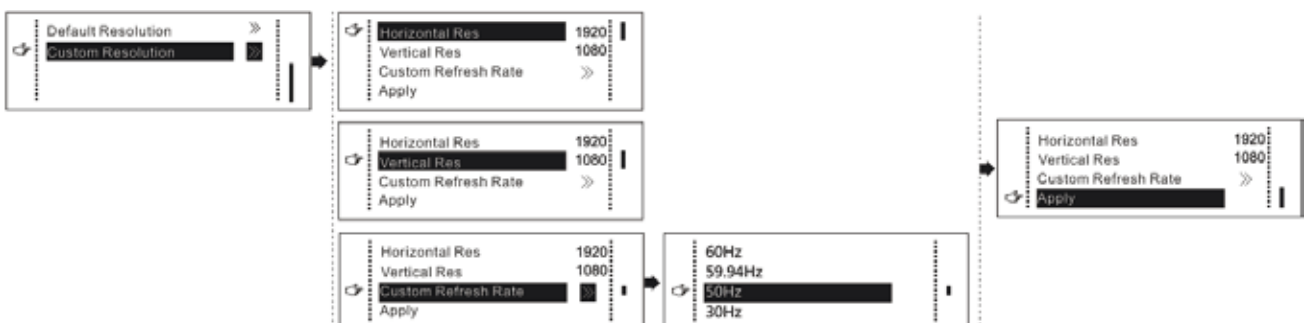 Default Resolution »
Custom Resolution »
Horizontal Res 1920
Vertical Res 1080
Custom Refresh Rate »
Apply
Horizontal Res 1920
Vertical Res 1080
Custom Refresh Rate »
Apply
Horizontal Res 1920
Vertical Res 1080
Custom Refresh Rate »
Apply
60Hz
59.94Hz
50Hz
30Hz
Horizontal Res 1920
Vertical Res 1080
Custom Refresh Rate »
Apply